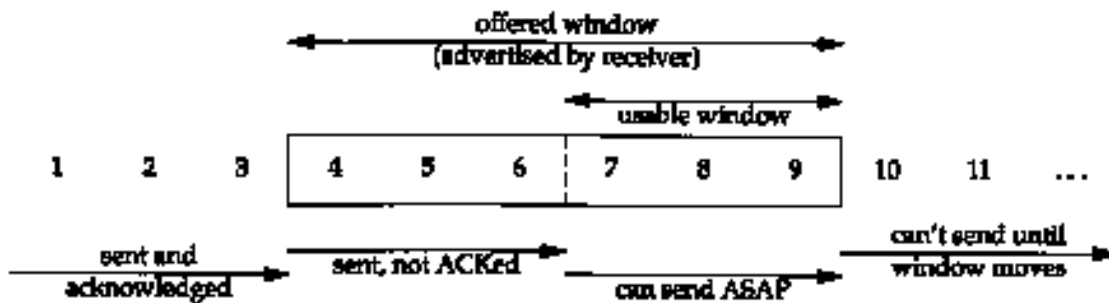 offered window
(advertised by receiver)
usable window
1 2 3 4 5 6 7 8 9 10 11 ...
sent and
acknowledged
sent, not ACKed
can send ASAP
can't send until
window moves